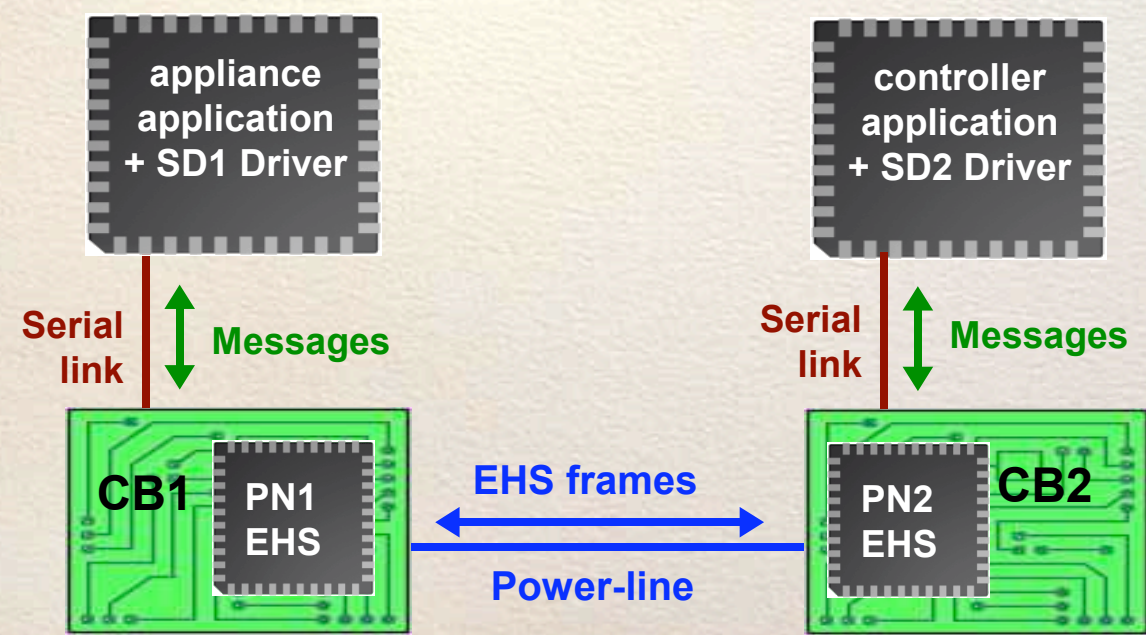 appliance
application
+ SD1 Driver
controller
application
+ SD2 Driver
Serial
link
Messages
Serial
link
Messages
CB1
PN1
EHS
EHS frames
Power-line
PN2
EHS
CB2